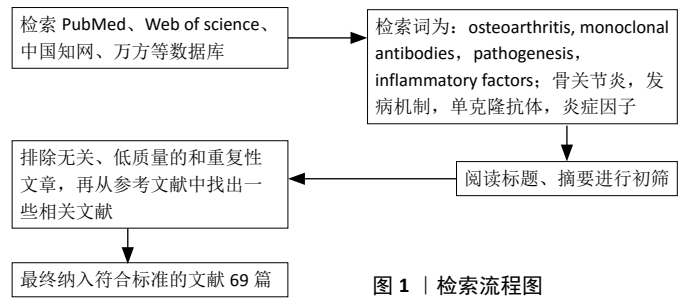 检索 PubMed、Web of science、
中国知网、万方等数据库
检索词为：osteoarthritis, monoclonal
antibodies，pathogenesis，
inflammatory factors；骨关节炎，发
病机制，单克隆抗体，炎症因子
阅读标题、摘要进行初筛
排除无关、低质量的和重复性
文章，再从参考文献中找出一
些相关文献
最终纳入符合标准的文献 69 篇
图 1 ｜检索流程图